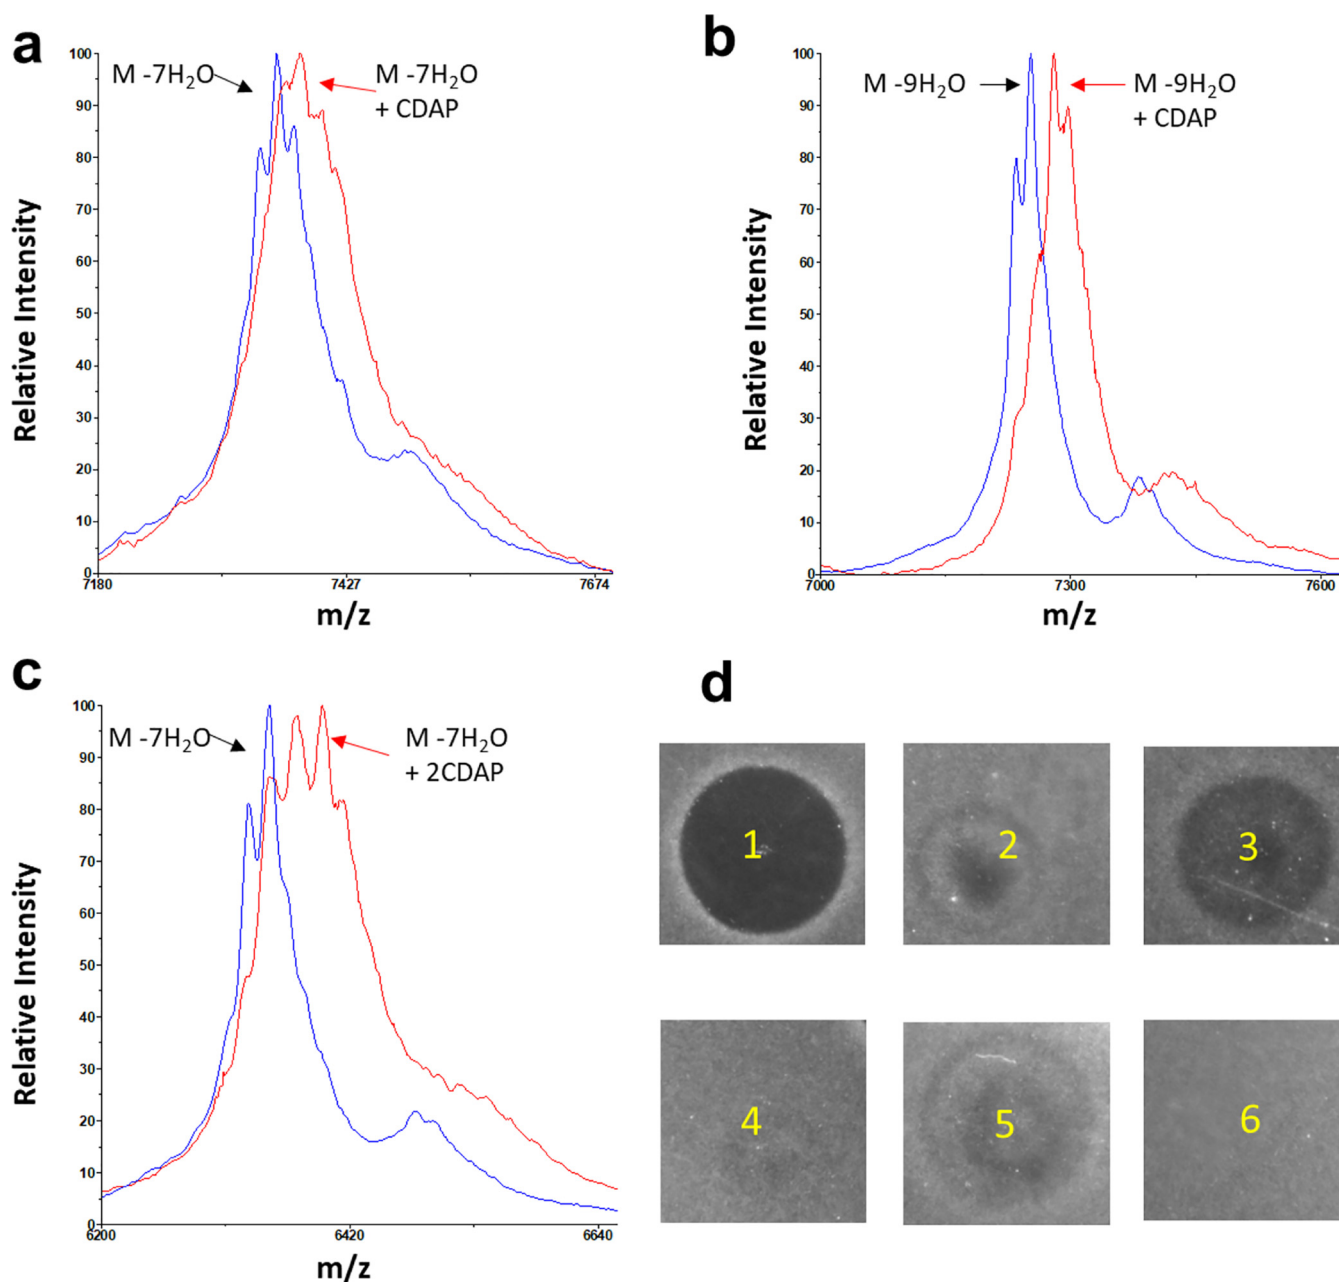 a
100
90
80
70
60
50
40
30
20
10
0
7180
7427
7674
Relative Intensity
m/z
M -7H₂O
M -7H₂O
+ CDAP
b
100
90
80
70
60
50
40
30
20
10
0
7000
7300
7600
Relative Intensity
m/z
M -9H₂O
M -9H₂O
+ CDAP
c
100
90
80
70
60
50
40
30
20
10
0
6200
6420
6640
Relative Intensity
m/z
M -7H₂O
M -7H₂O
+ 2CDAP
d
1
2
3
4
5
6